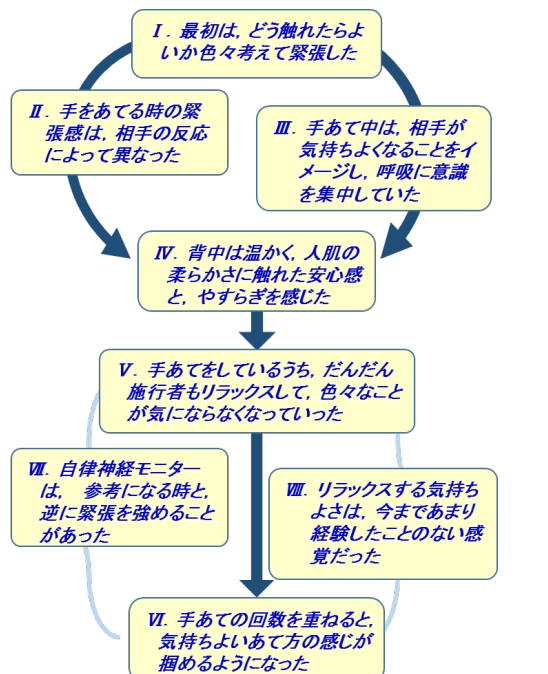 Ⅰ．最初は，どう触れたらよ
いか色々考えて緊張した
Ⅱ．手をあてる時の緊
張感は，相手の反応
によって異なった
Ⅲ．手あて中は，相手が
気持ちよくなることをイ
メージし，呼吸に意識
を集中していた
Ⅳ．背中は温かく，人肌の
柔らかさに触れた安心感
と，やすらぎを感じた
Ⅴ．手あてをしているうち，だんだん
施行者もリラックスして，色々なこと
が気にならなくなっていった
Ⅶ．自律神経モニター
は，　参考になる時と，
逆に緊張を強めること
があった
Ⅷ．リラックスする気持ち
よさは，今まであまり
経験したことのない感
覚だった
Ⅵ．手あての回数を重ねると，
気持ちよいあて方の感じが
掴めるようになった